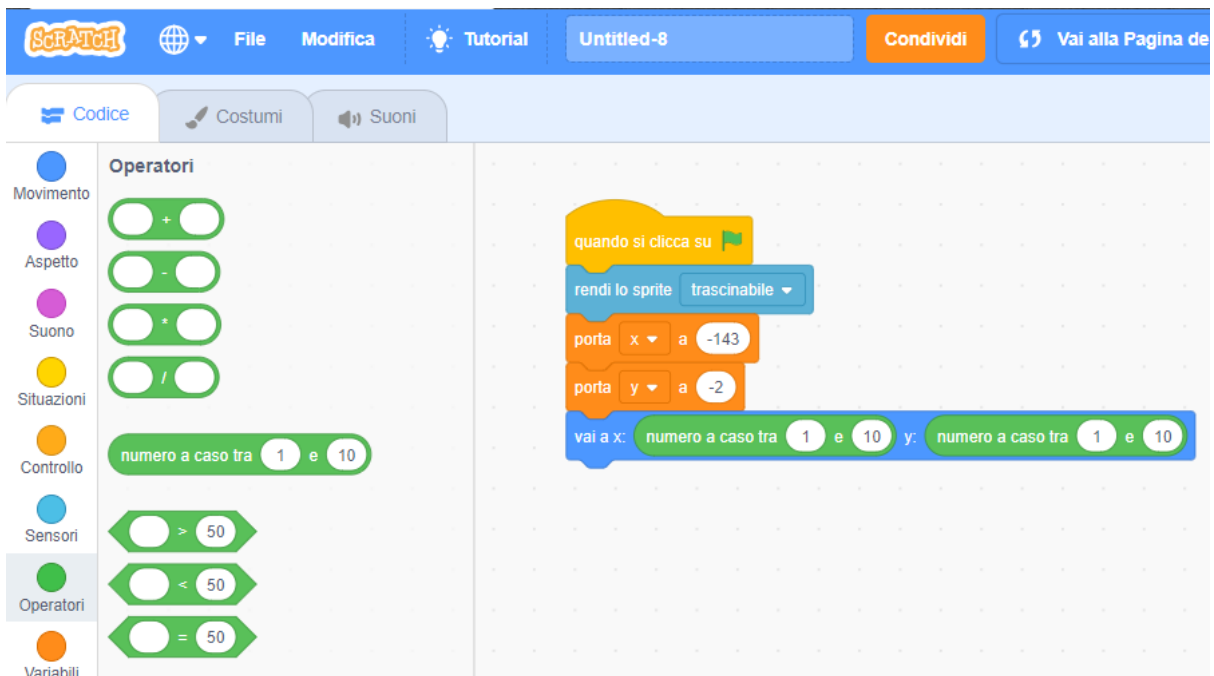 SCRATCH File Modifica Tutorial Untitled-8 Condividi Vai alla Pagina de
Codice Costumi Suoni
Movimento
Aspetto
Suono
Situazioni
Controllo
Sensori
Operatori
Variabili
Operatori
+
-
*
/
numero a caso tra 1 e 10
> 50
< 50
= 50
quando si clicca su
rendi lo sprite trascinabile
porta x a -143
porta y a -2
vai a x: numero a caso tra 1 e 10 y: numero a caso tra 1 e 10